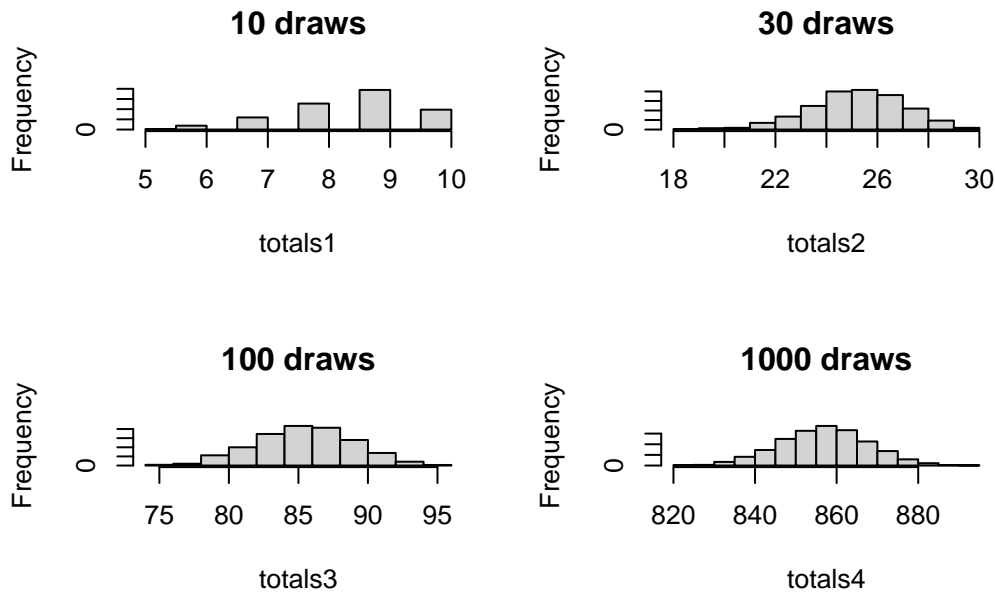 10 draws
Frequency
0
5 6 7 8 9 10
totals1
30 draws
Frequency
0
18 22 26 30
totals2
100 draws
Frequency
0
75 80 85 90 95
totals3
1000 draws
Frequency
0
820 840 860 880
totals4